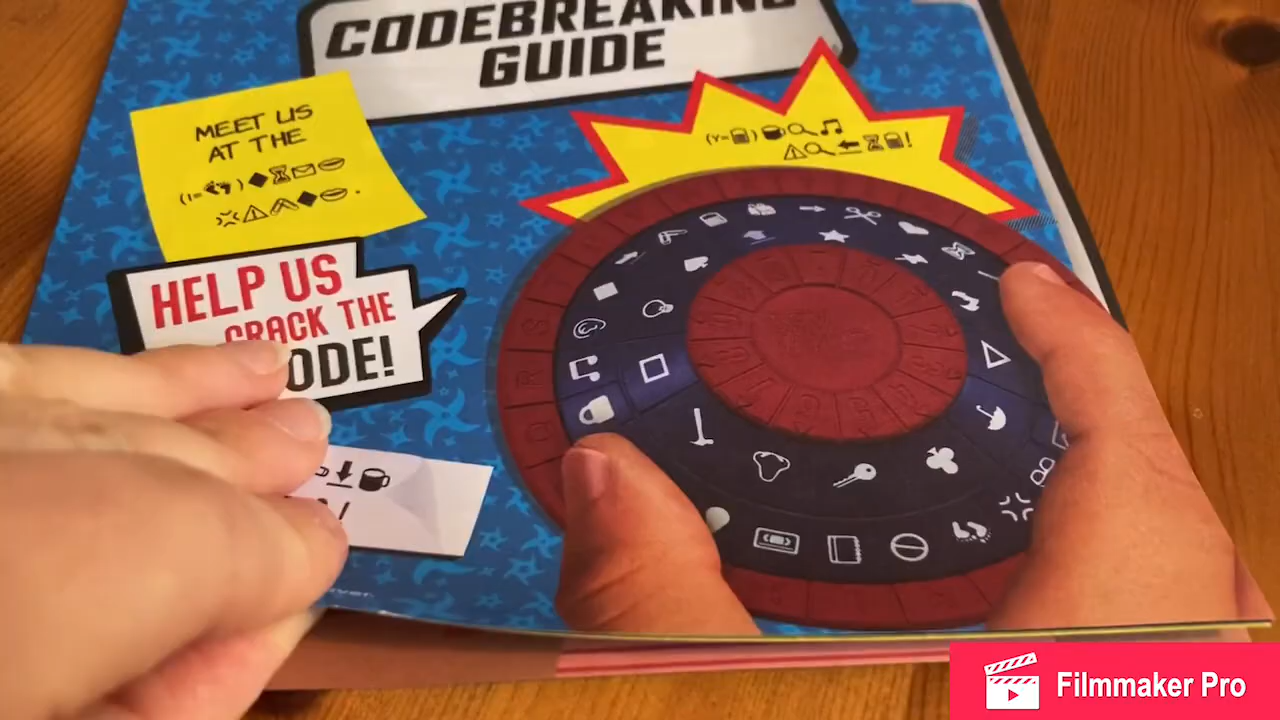 CODEBREAKING
GUIDE
MEET US
AT THE
HELP US
CRACK THE
ODE!
Filmmaker Pro